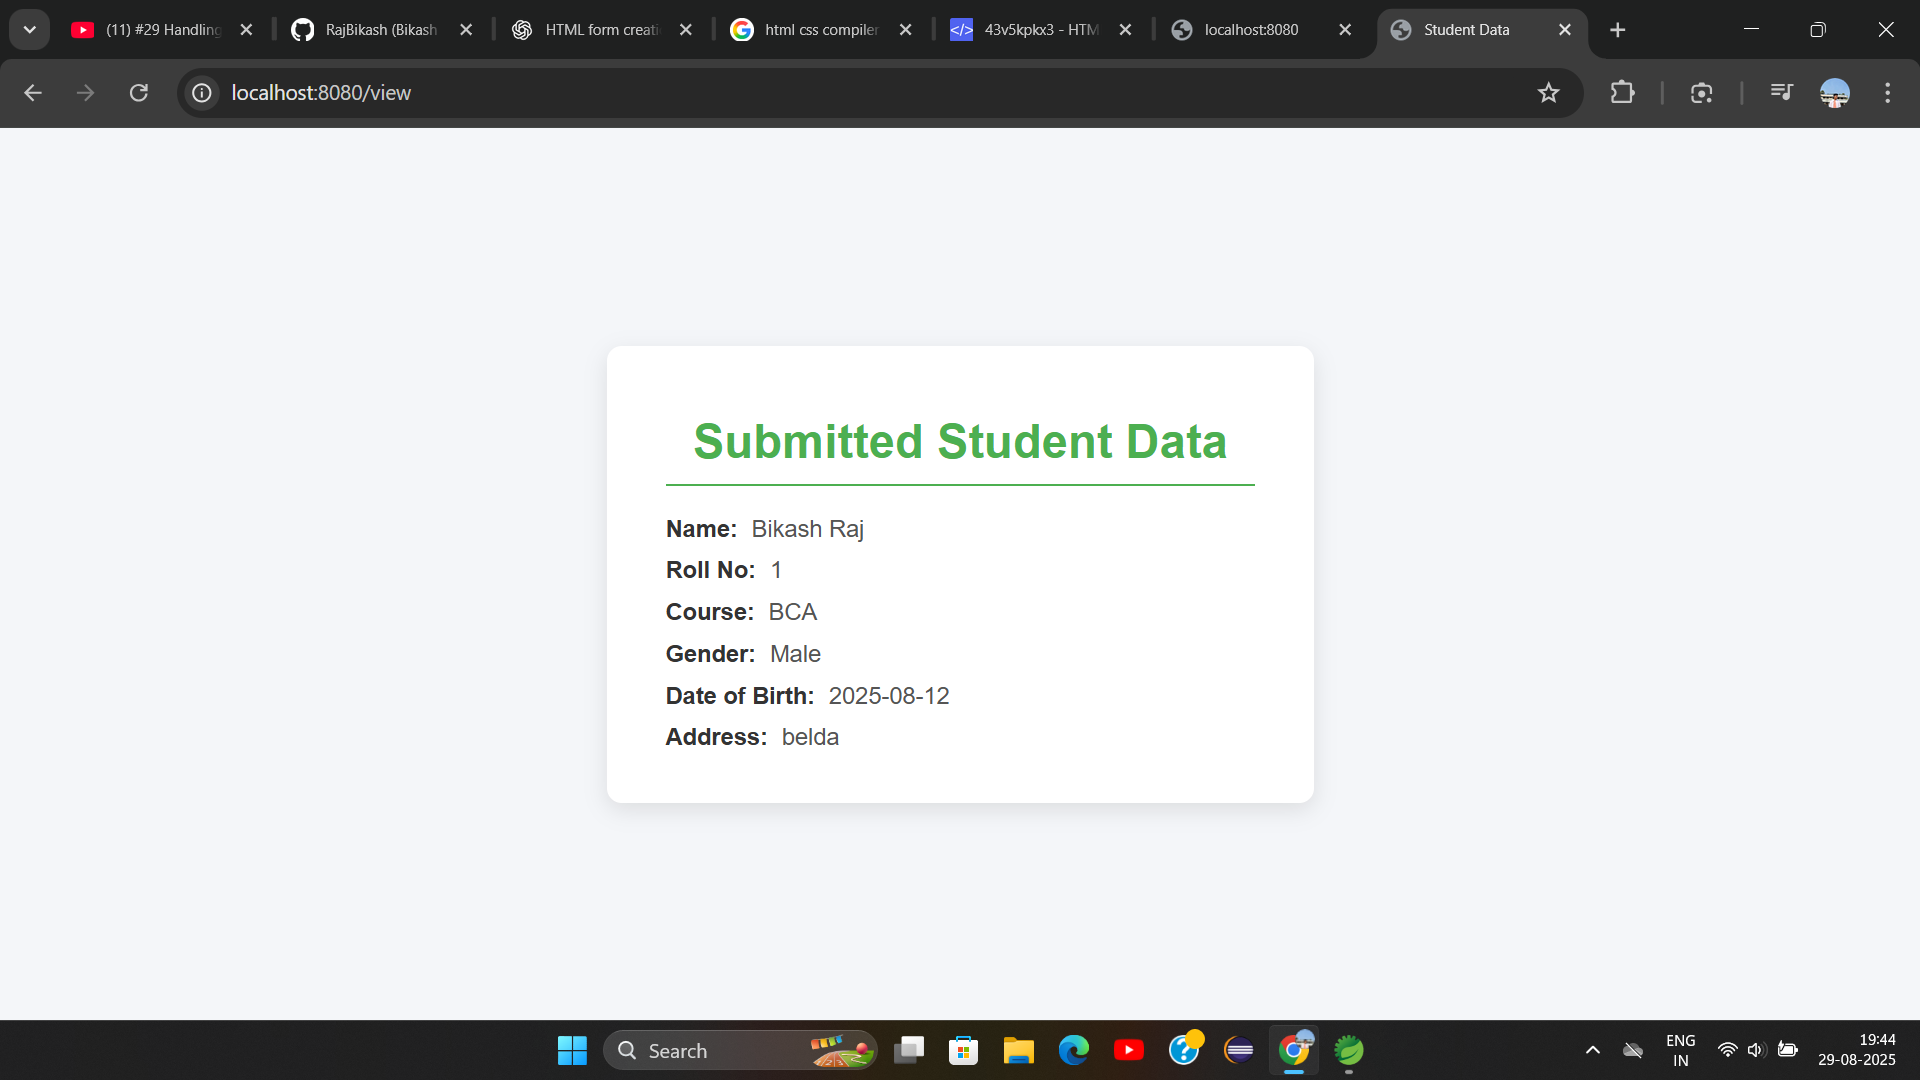 (11) #29 Handling
RajBikash (Bikash
HTML form creati
html css compiler
43v5kpkx3 - HTM
localhost:8080
Student Data
localhost:8080/view
Submitted Student Data
Name: Bikash Raj
Roll No: 1
Course: BCA
Gender: Male
Date of Birth: 2025-08-12
Address: belda
Search
ENG
IN
19:44
29-08-2025